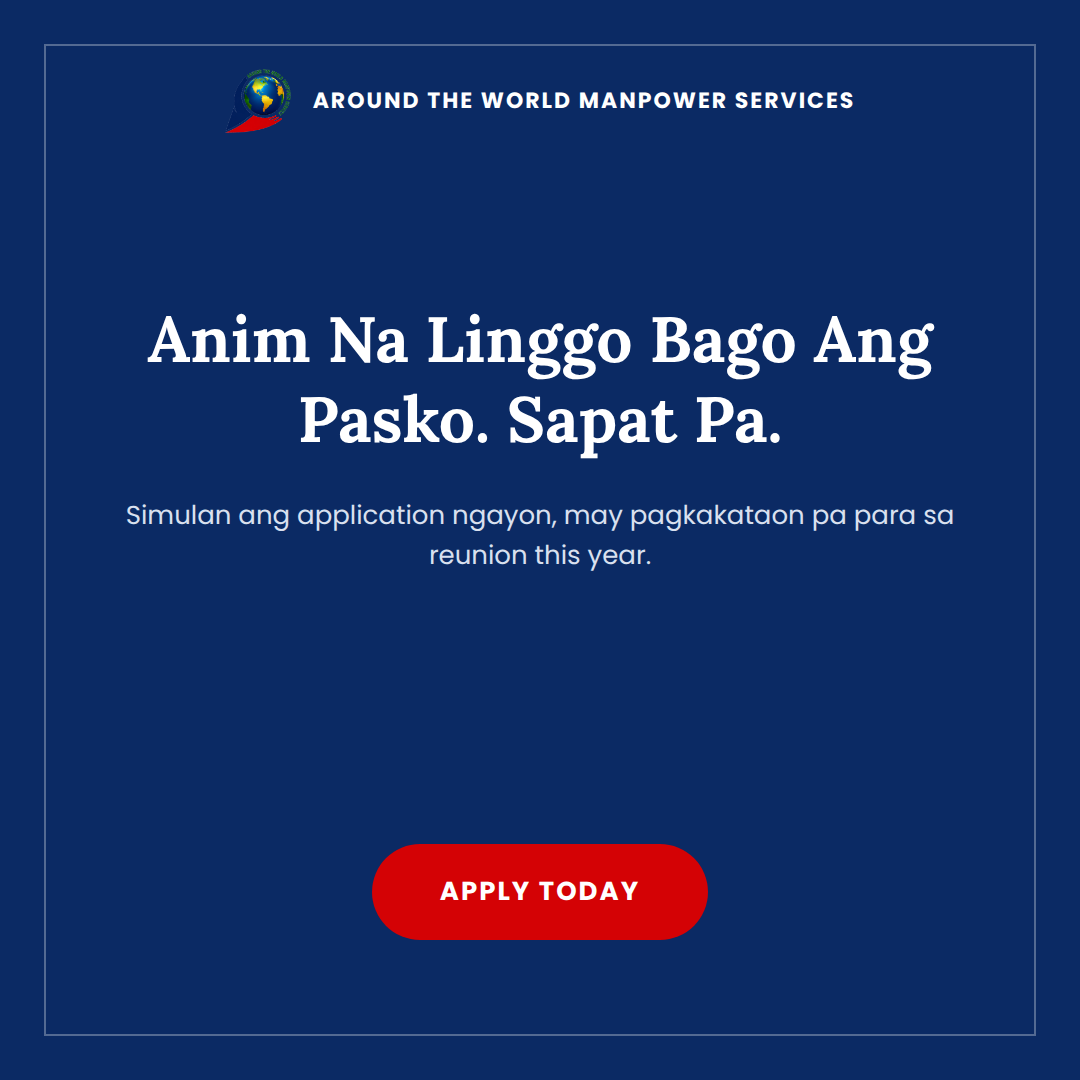 AROUND THE WORLD MANPOWER SERVICES
Anim Na Linggo Bago Ang
Pasko. Sapat Pa.
Simulan ang application ngayon, may pagkakataon pa para sa
reunion this year.
APPLY TODAY